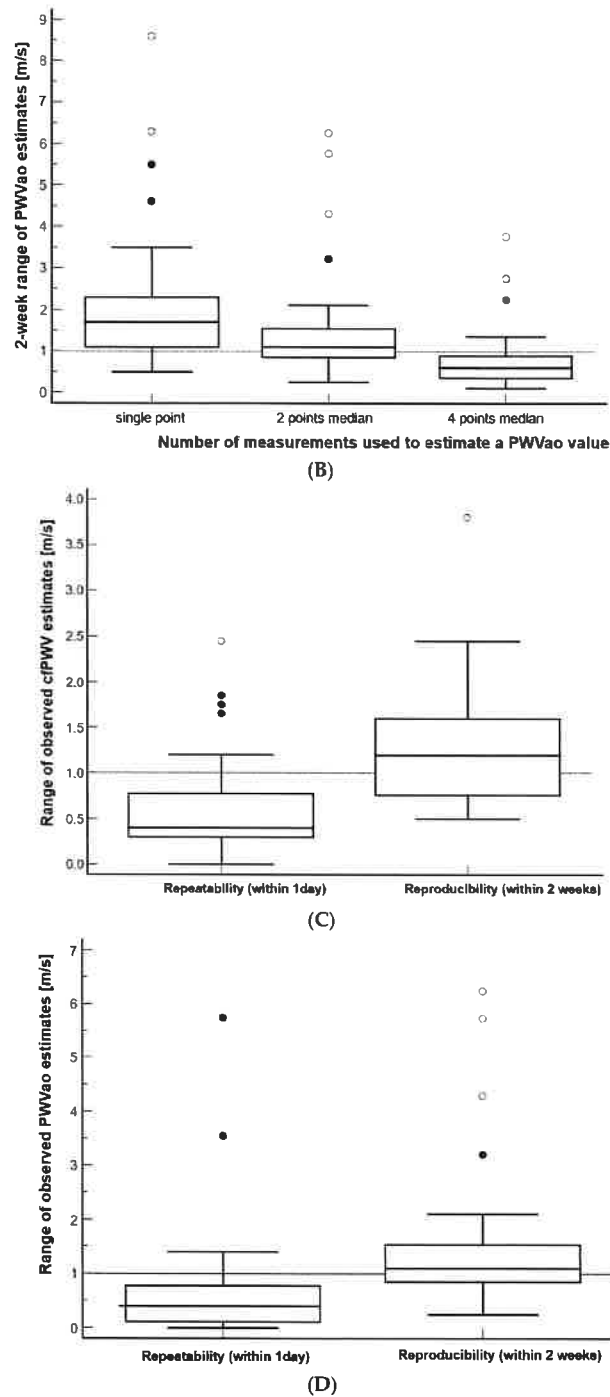 2-week range of PWVao estimates [m/s]
9
8
7
6
5
4
3
2
1
0
single point
2 points median
4 points median
Number of measurements used to estimate a PWVao value
(B)
Range of observed cfPWV estimates [m/s]
4.0
3.5
3.0
2.5
2.0
1.5
1.0
0.5
0.0
Repeatability (within 1day)
Reproducibility (within 2 weeks)
(C)
Range of observed PWVao estimates [m/s]
7
6
5
4
3
2
1
0
Repeatability (within 1day)
Reproducibility (within 2 weeks)
(D)